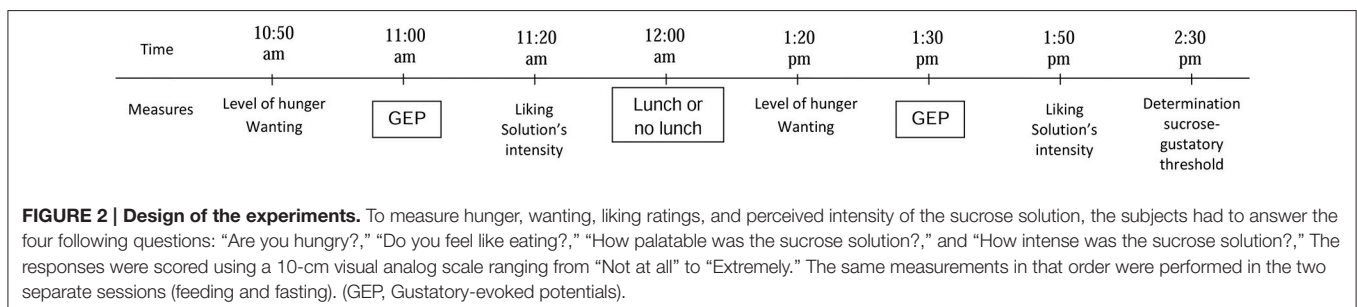 Time 10:50 11:00 11:20 12:00 1:20 1:30 1:50 2:30
am am am am pm pm pm pm
Measures Level of hunger GEP Liking Lunch or Level of hunger GEP Liking Determination
Wanting Solution's no lunch Wanting Solution's sucrose-
intensity intensity gustatory
threshold
FIGURE 2 | Design of the experiments. To measure hunger, wanting, liking ratings, and perceived intensity of the sucrose solution, the subjects had to answer the
four following questions: “Are you hungry?,” “Do you feel like eating?,” “How palatable was the sucrose solution?,” and “How intense was the sucrose solution?,” The
responses were scored using a 10-cm visual analog scale ranging from “Not at all” to “Extremely.” The same measurements in that order were performed in the two
separate sessions (feeding and fasting). (GEP, Gustatory-evoked potentials).